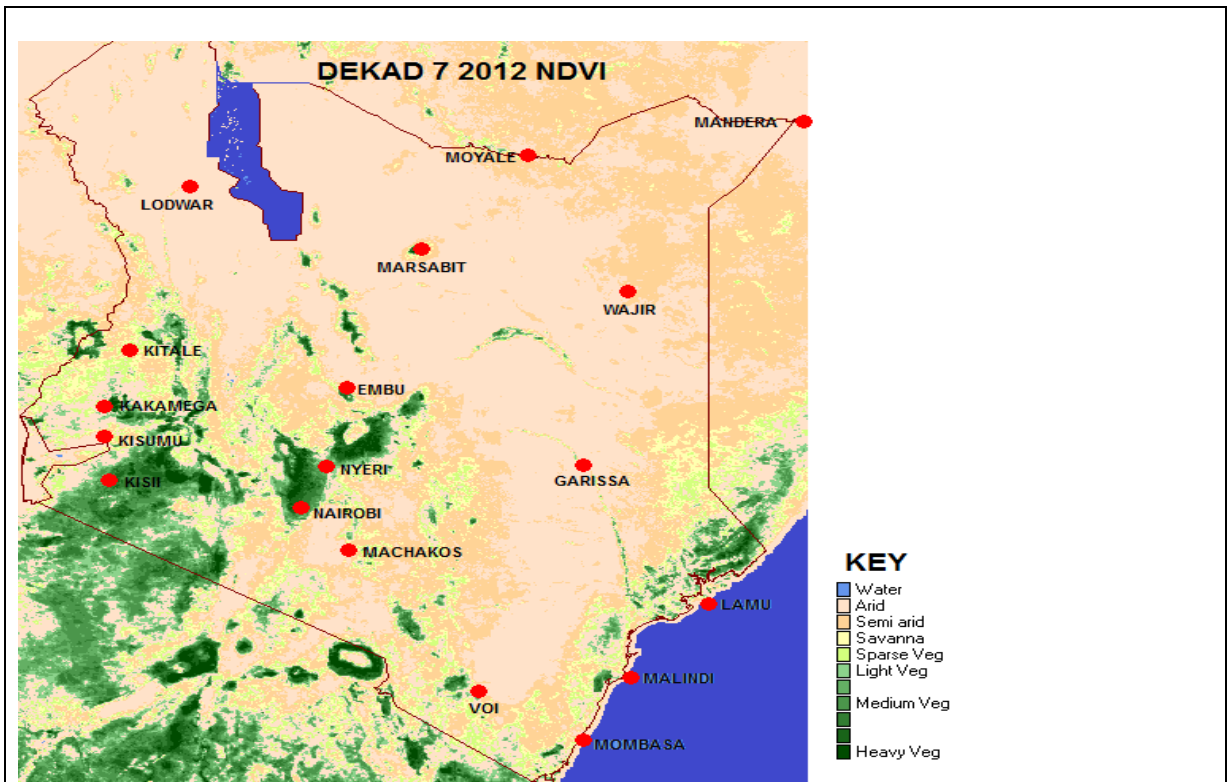 DEKAD 7 2012 NDVI
MANDERA
MOYALE
LODWAR
MARSABIT
WAJIR
KITALE
EMBU
KAKAMEGA
KISUMU
NYERI
GARISSA
KISII
NAIROBI
MACHAKOS
LAMU
MALINDI
VOI
MOMBASA
KEY
Water
Arid
Semi arid
Savanna
Sparse Veg
Light Veg
Medium Veg
Heavy Veg